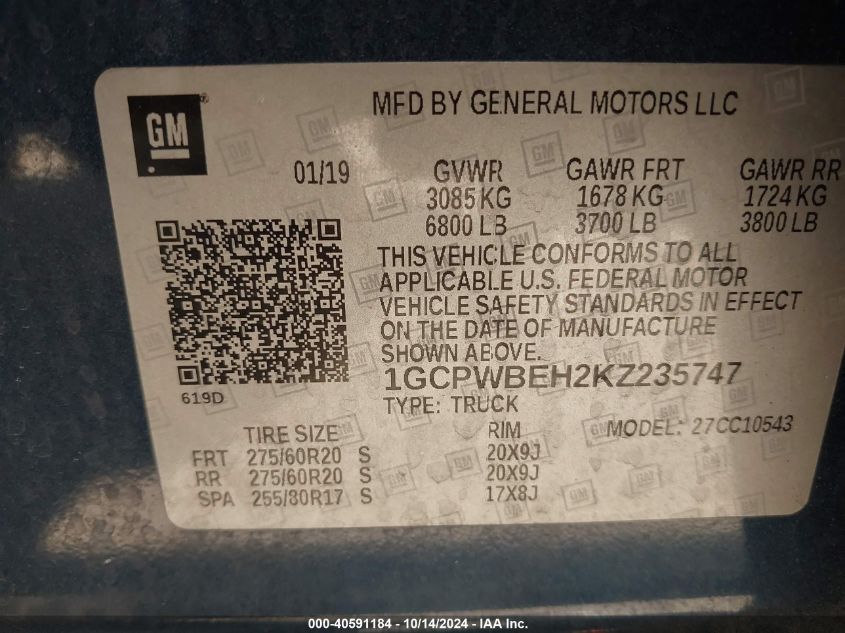 GM ®
MFD BY GENERAL MOTORS LLC
01/19 GVWR GAWR FRT GAWR RR
3085 KG 1678 KG 1724 KG
6800 LB 3700 LB 3800 LB
THIS VEHICLE CONFORMS TO ALL
APPLICABLE U.S. FEDERAL MOTOR
VEHICLE SAFETY STANDARDS IN EFFECT
ON THE DATE OF MANUFACTURE
SHOWN ABOVE.
1GCPWBEH2KZ235747
619D
TYPE: TRUCK
TIRE SIZE RIM MODEL: 27CC10543
FRT 275/60R20 S 20X9J
RR 275/60R20 S 20X9J
SPA 255/80R17 S 17X8J
000-40591184 - 10/14/2024 - IAA Inc.